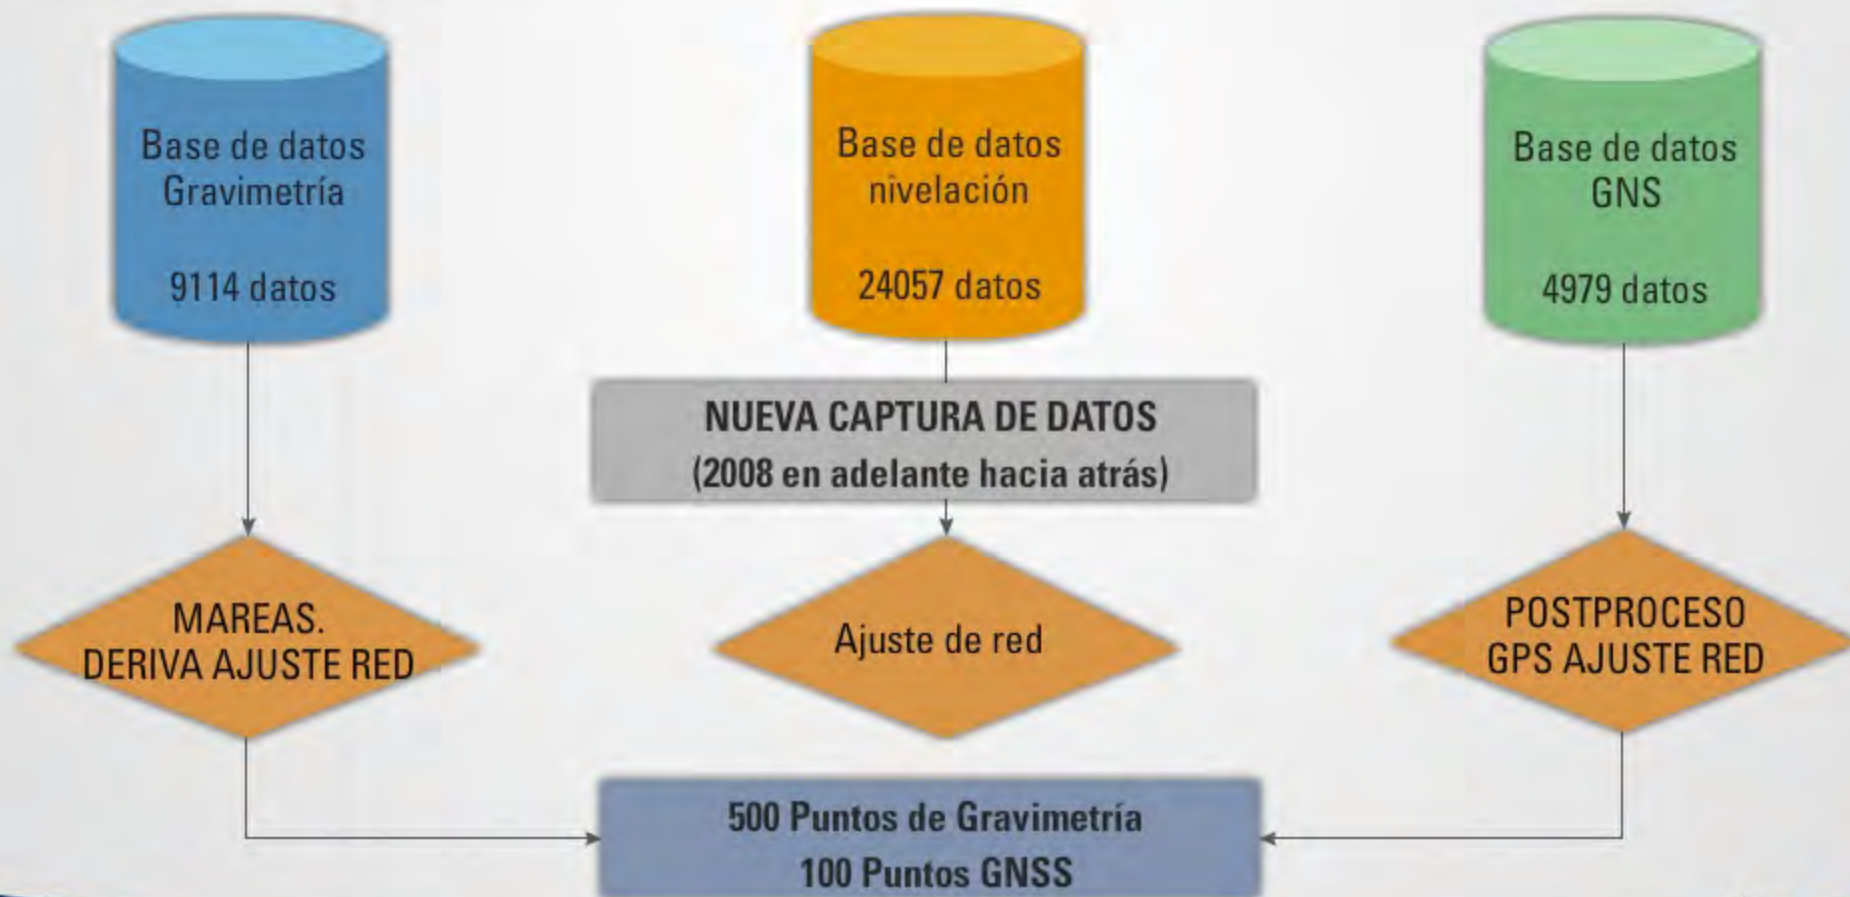 Base de datos
Gravimetría
9114 datos
Base de datos
nivelación
24057 datos
Base de datos
GNS
4979 datos
NUEVA CAPTURA DE DATOS
(2008 en adelante hacia atrás)
MAREAS.
DERIVA AJUSTE RED
Ajuste de red
POSTPROCESO
GPS AJUSTE RED
500 Puntos de Gravimetría
100 Puntos GNSS